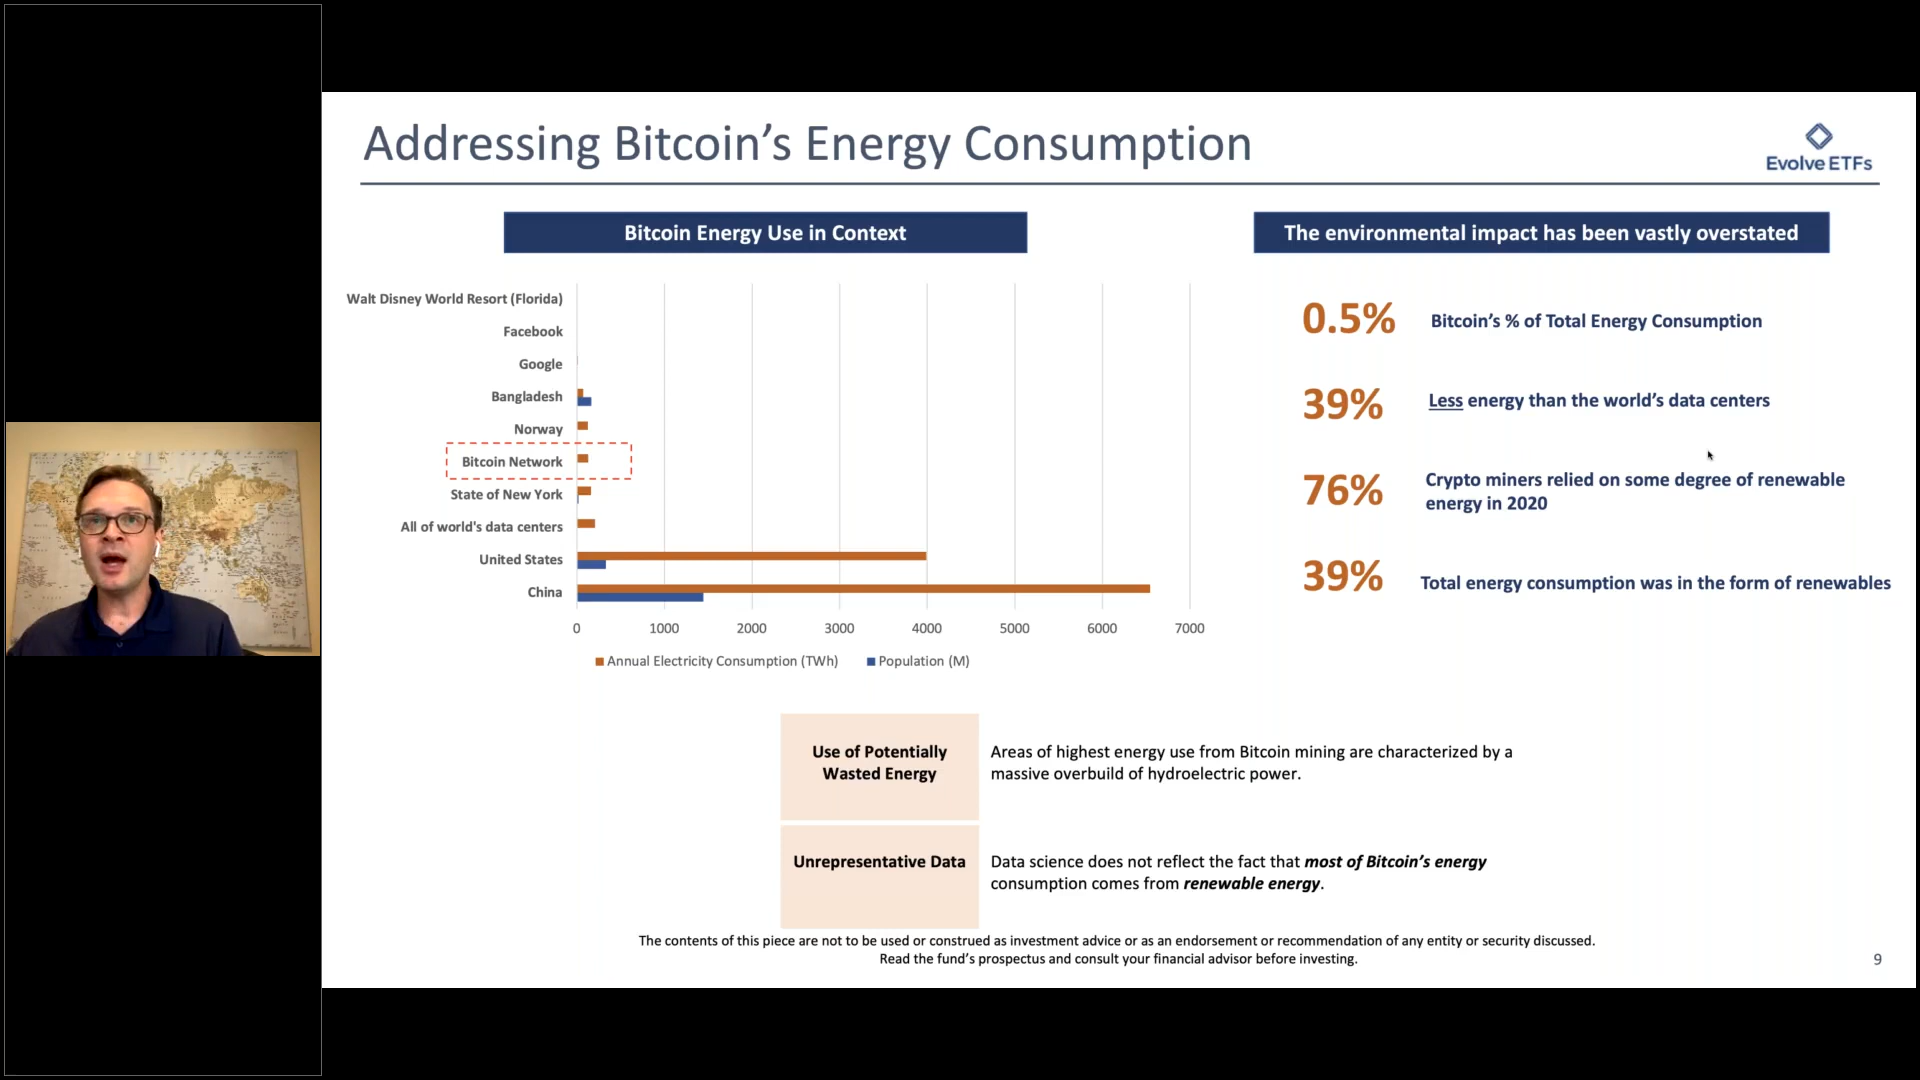 Addressing Bitcoin’s Energy Consumption
Evolve ETFs
Bitcoin Energy Use in Context
Walt Disney World Resort (Florida)
Facebook
Google
Bangladesh
Norway
Bitcoin Network
State of New York
All of world's data centers
United States
China
0 1000 2000 3000 4000 5000 6000 7000
Annual Electricity Consumption (TWh) Population (M)
The environmental impact has been vastly overstated
0.5% Bitcoin’s % of Total Energy Consumption
39% Less energy than the world’s data centers
76% Crypto miners relied on some degree of renewable
energy in 2020
39% Total energy consumption was in the form of renewables
Use of Potentially
Wasted Energy
Areas of highest energy use from Bitcoin mining are characterized by a
massive overbuild of hydroelectric power.
Unrepresentative Data
Data science does not reflect the fact that most of Bitcoin’s energy
consumption comes from renewable energy.
The contents of this piece are not to be used or construed as investment advice or as an endorsement or recommendation of any entity or security discussed.
Read the fund’s prospectus and consult your financial advisor before investing.
9